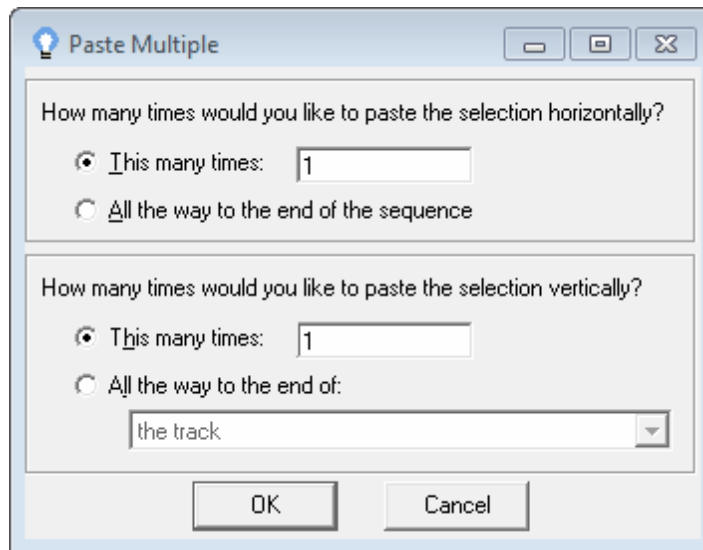 Paste Multiple
How many times would you like to paste the selection horizontally?
This many times: 1
All the way to the end of the sequence
How many times would you like to paste the selection vertically?
This many times: 1
All the way to the end of:
the track
OK Cancel